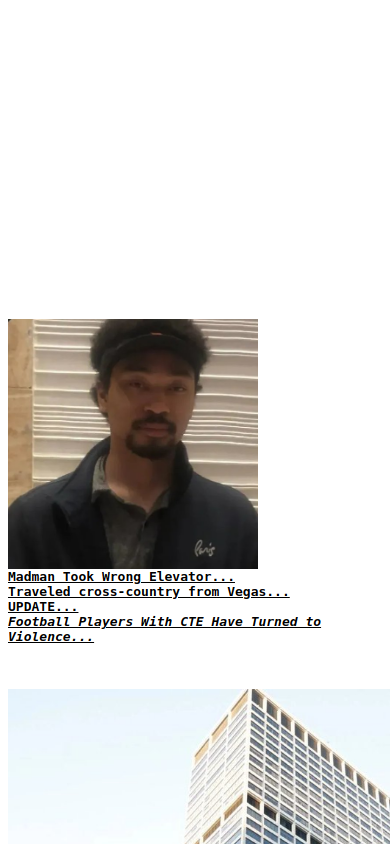 Madman Took Wrong Elevator...
Traveled cross-country from Vegas...
UPDATE...
Football Players With CTE Have Turned to
Violence...